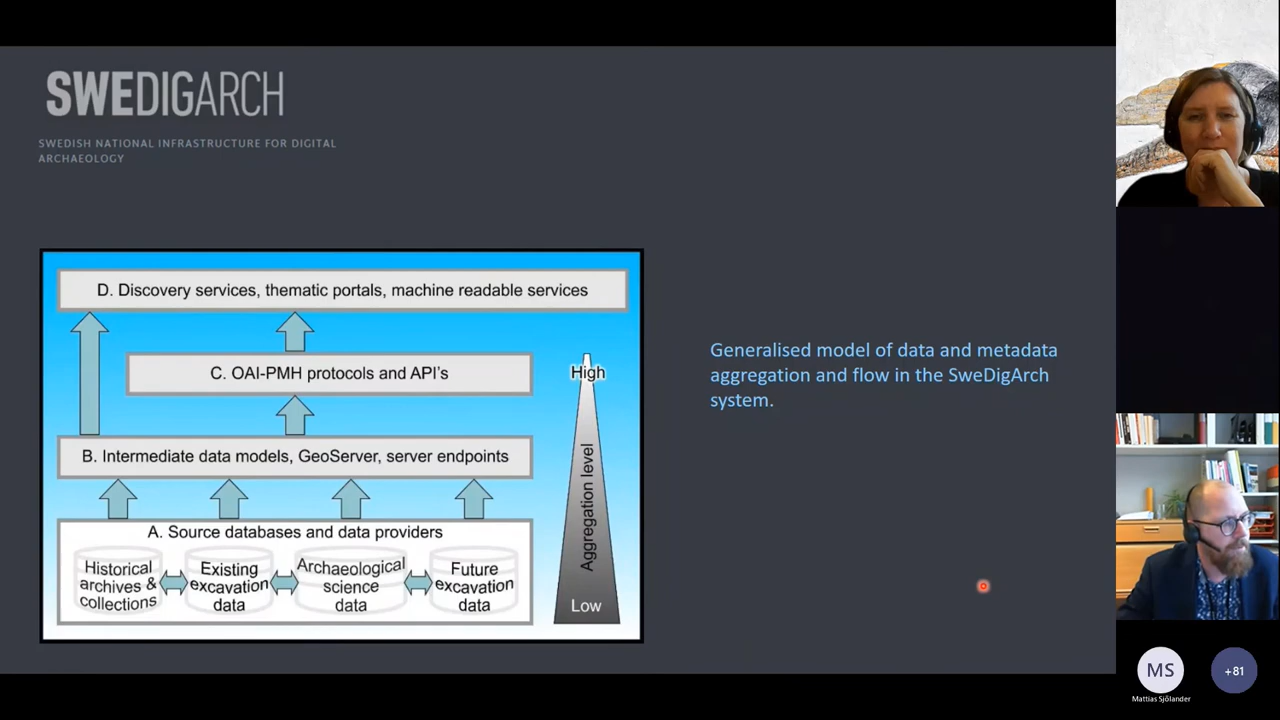 SWEDIGARCH
SWEDISH NATIONAL INFRASTRUCTURE FOR DIGITAL
ARCHAEOLOGY
D. Discovery services, thematic portals, machine readable services
C. OAI-PMH protocols and API's
B. Intermediate data models, GeoServer, server endpoints
A. Source databases and data providers
Historical
archives &
collections
Existing
excavation
data
Archaeological
science
data
Future
excavation
data
High
Aggregation level
Low
Generalised model of data and metadata
aggregation and flow in the SweDigArch
system.
MS
Mattias Sjölander
+81